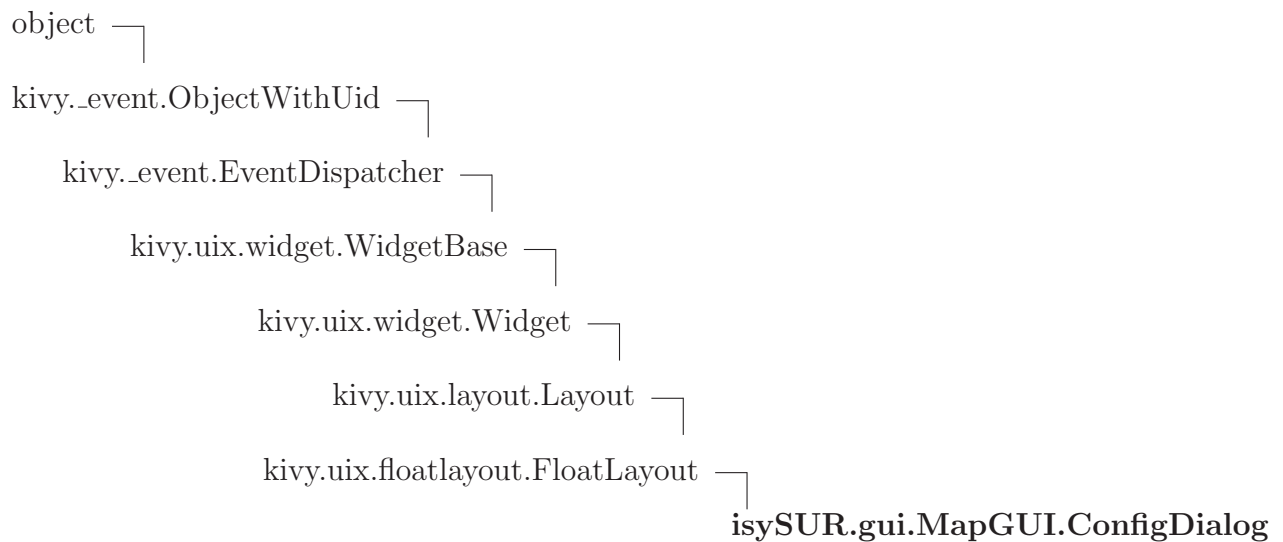 object
kivy._event.ObjectWithUid
kivy._event.EventDispatcher
kivy.uix.widget.WidgetBase
kivy.uix.widget.Widget
kivy.uix.layout.Layout
kivy.uix.floatlayout.FloatLayout
isySUR.gui.MapGUI.ConfigDialog